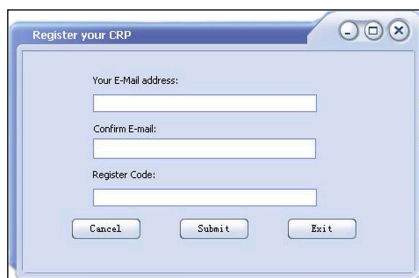 Register your CRP
Your E-Mail address:
Confirm E-mail:
Register Code:
Cancel Submit Exit